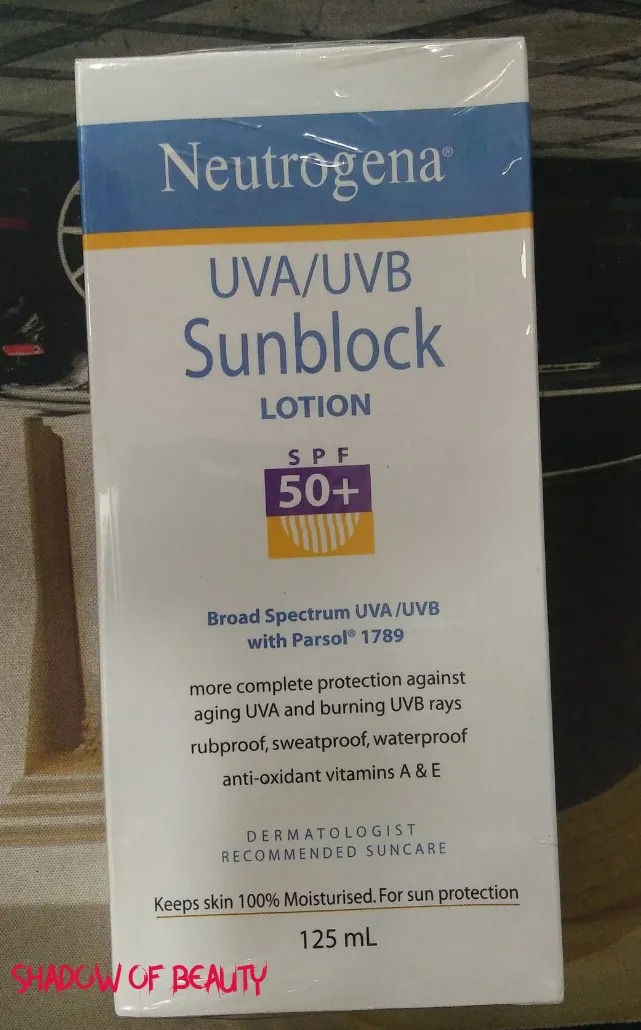 Neutrogena®
UVA/UVB
Sunblock
LOTION
SPF
50+
Broad Spectrum UVA/UVB
with Parsol® 1789
more complete protection against
aging UVA and burning UVB rays
rubproof, sweatproof, waterproof
anti-oxidant vitamins A & E
DERMATOLOGIST
RECOMMENDED SUNCARE
Keeps skin 100% Moisturised. For sun protection
125 mL
SHADOW OF BEAUTY